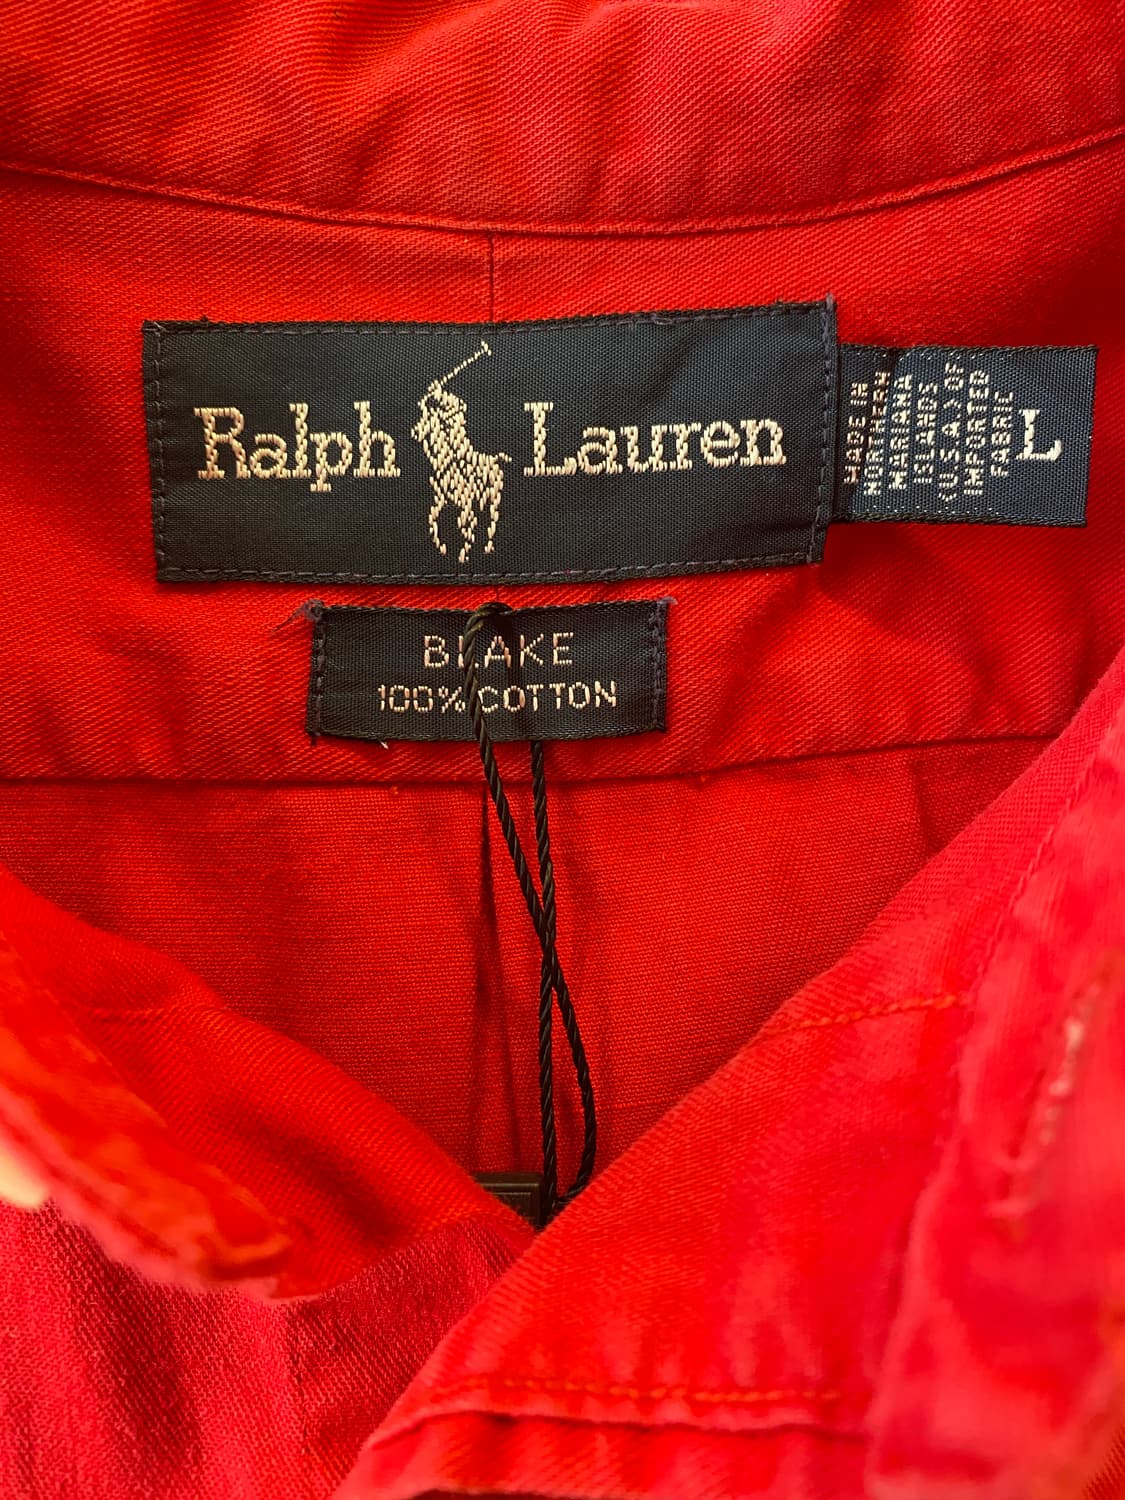 Ralph Lauren
MADE IN
NORTHERN
MARIANA
ISLANDS
(U.S.A.) OF
IMPORTED
FABRIC
L
BLAKE
100% COTTON